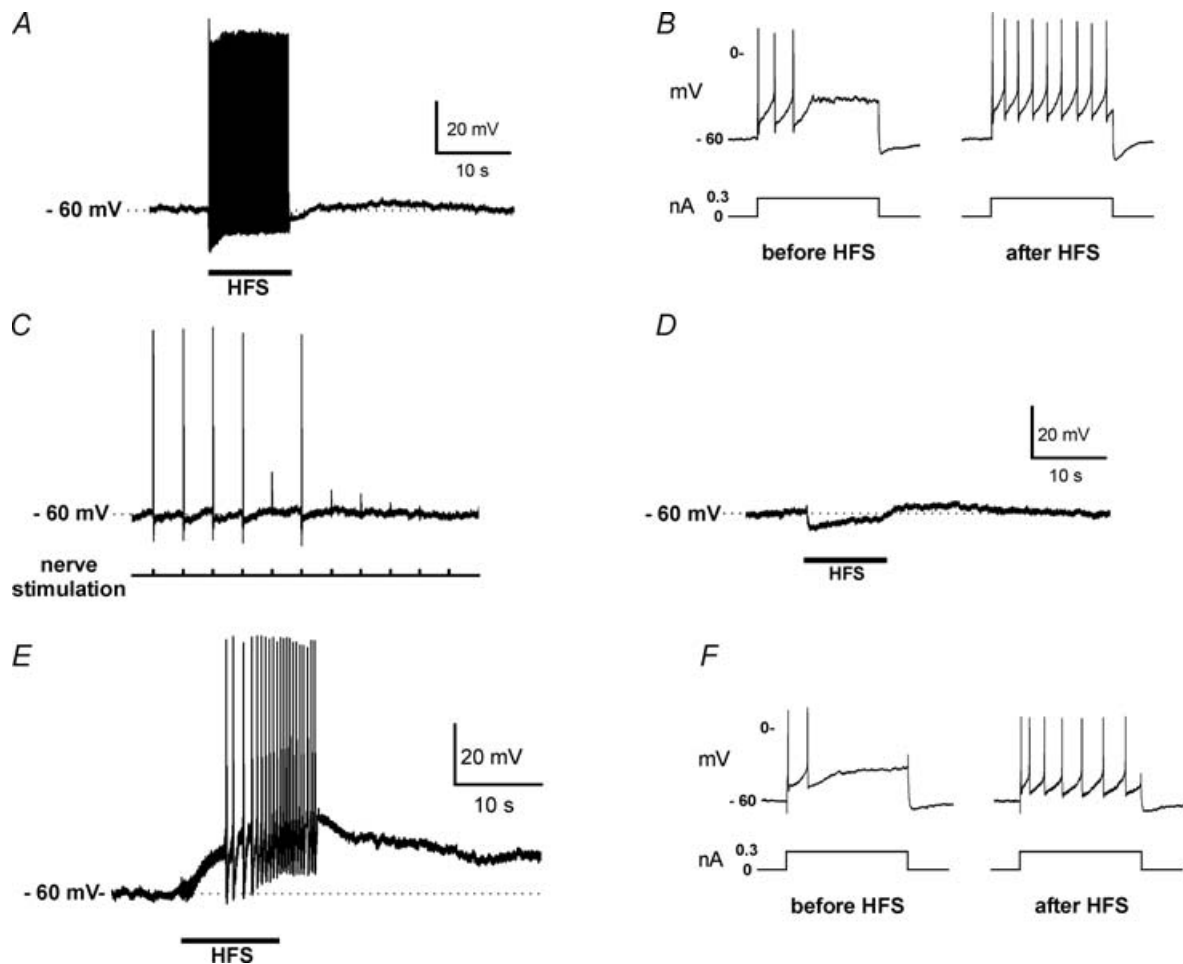 A
20 mV
10 s
- 60 mV
HFS
B
0-
mV
- 60
0.3
nA
0
before HFS
after HFS
C
- 60 mV
nerve
stimulation
D
20 mV
10 s
- 60 mV
HFS
E
20 mV
10 s
- 60 mV-
HFS
F
0-
mV
- 60
0.3
nA
0
before HFS
after HFS